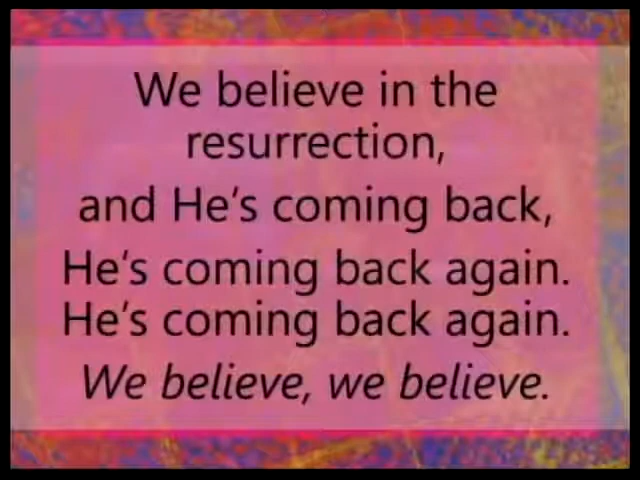 We believe in the
resurrection,
and He's coming back,
He's coming back again.
He's coming back again.
We believe, we believe.